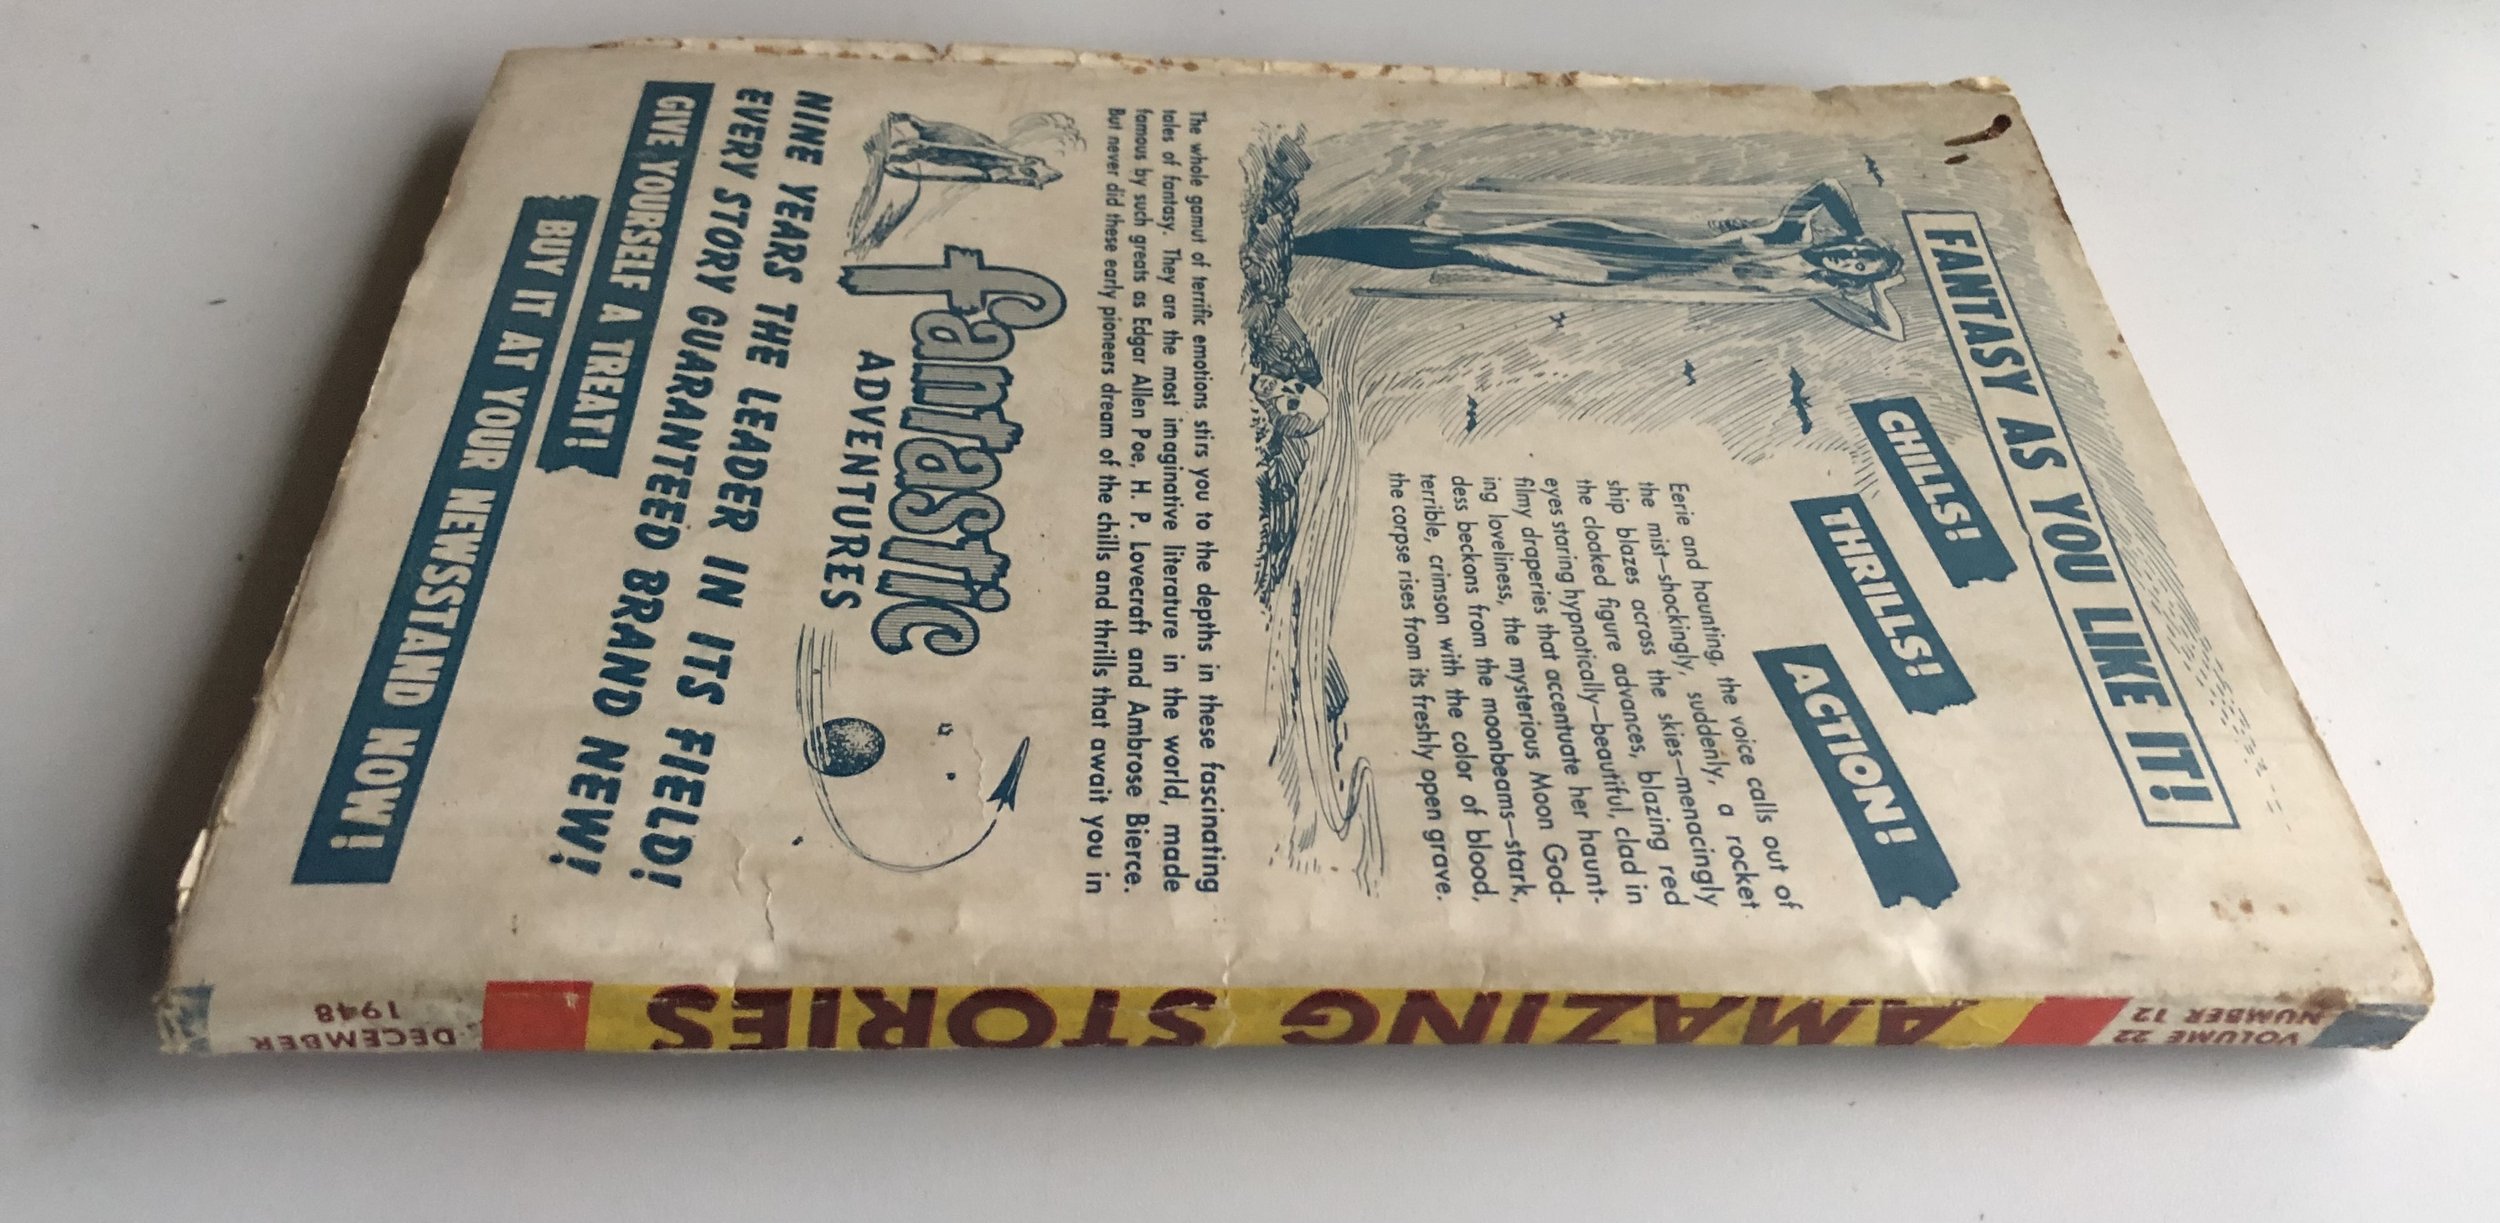 FANTASY AS YOU LIKE IT!
CHILLS!
THRILLS!
ACTION!
Eerie and haunting, the voice calls out of
the mist—shockingly, suddenly, a rocket
ship blazes across the skies—menacingly
the cloaked figure advances, blazing red
eyes staring hypnotically—beautiful, clad in
filmy draperies that accentuate her haunt-
ing loveliness, the mysterious Moon God-
dess beckons from the moonbeams—stark,
terrible, crimson with the color of blood,
the corpse rises from its freshly open grave.
The whole gamut of terrific emotions stirs you to the depths in these fascinating
tales of fantasy. They are the most imaginative literature in the world, made
famous by such greats as Edgar Allen Poe, H. P. Lovecraft and Ambrose Bierce.
But never did these early pioneers dream of the chills and thrills that await you in
fantastic
ADVENTURES
NINE YEARS THE LEADER IN ITS FIELD!
EVERY STORY GUARANTEED BRAND NEW!
GIVE YOURSELF A TREAT!
BUY IT AT YOUR NEWSSTAND NOW!
VOLUME 22
NUMBER 12
AMAZING STORIES
DECEMBER
1948